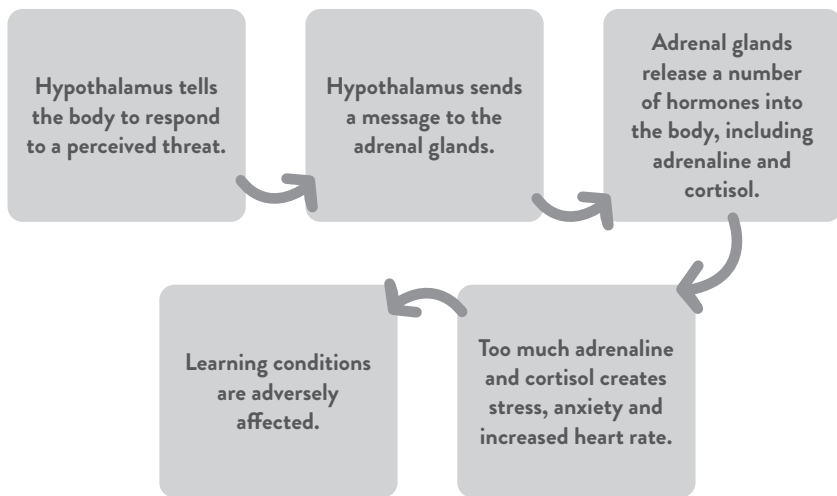 Hypothalamus tells
the body to respond
to a perceived threat.
Hypothalamus sends
a message to the
adrenal glands.
Adrenal glands
release a number
of hormones into
the body, including
adrenaline and
cortisol.
Too much adrenaline
and cortisol creates
stress, anxiety and
increased heart rate.
Learning conditions
are adversely
affected.